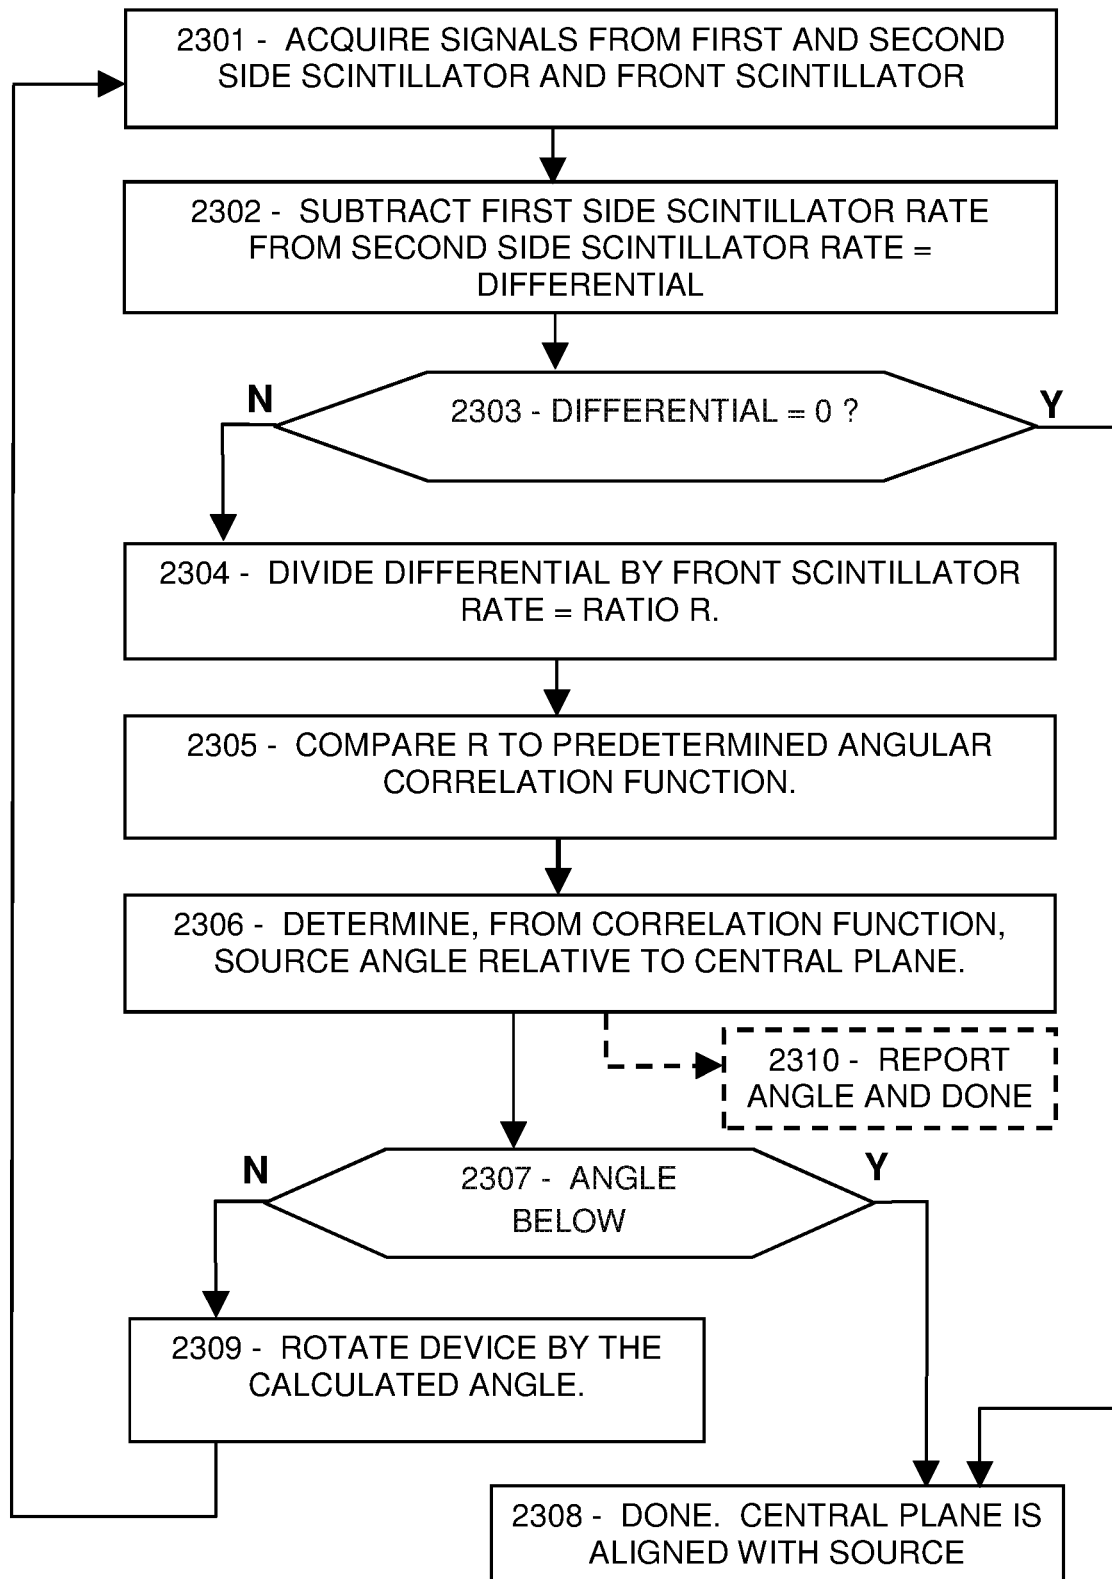 2301 - ACQUIRE SIGNALS FROM FIRST AND SECOND
SIDE SCINTILLATOR AND FRONT SCINTILLATOR
2302 - SUBTRACT FIRST SIDE SCINTILLATOR RATE
FROM SECOND SIDE SCINTILLATOR RATE =
DIFFERENTIAL
N
2303 - DIFFERENTIAL = 0 ?
Y
2304 - DIVIDE DIFFERENTIAL BY FRONT SCINTILLATOR
RATE = RATIO R.
2305 - COMPARE R TO PREDETERMINED ANGULAR
CORRELATION FUNCTION.
2306 - DETERMINE, FROM CORRELATION FUNCTION,
SOURCE ANGLE RELATIVE TO CENTRAL PLANE.
2310 - REPORT
ANGLE AND DONE
N
2307 - ANGLE
BELOW
Y
2309 - ROTATE DEVICE BY THE
CALCULATED ANGLE.
2308 - DONE. CENTRAL PLANE IS
ALIGNED WITH SOURCE